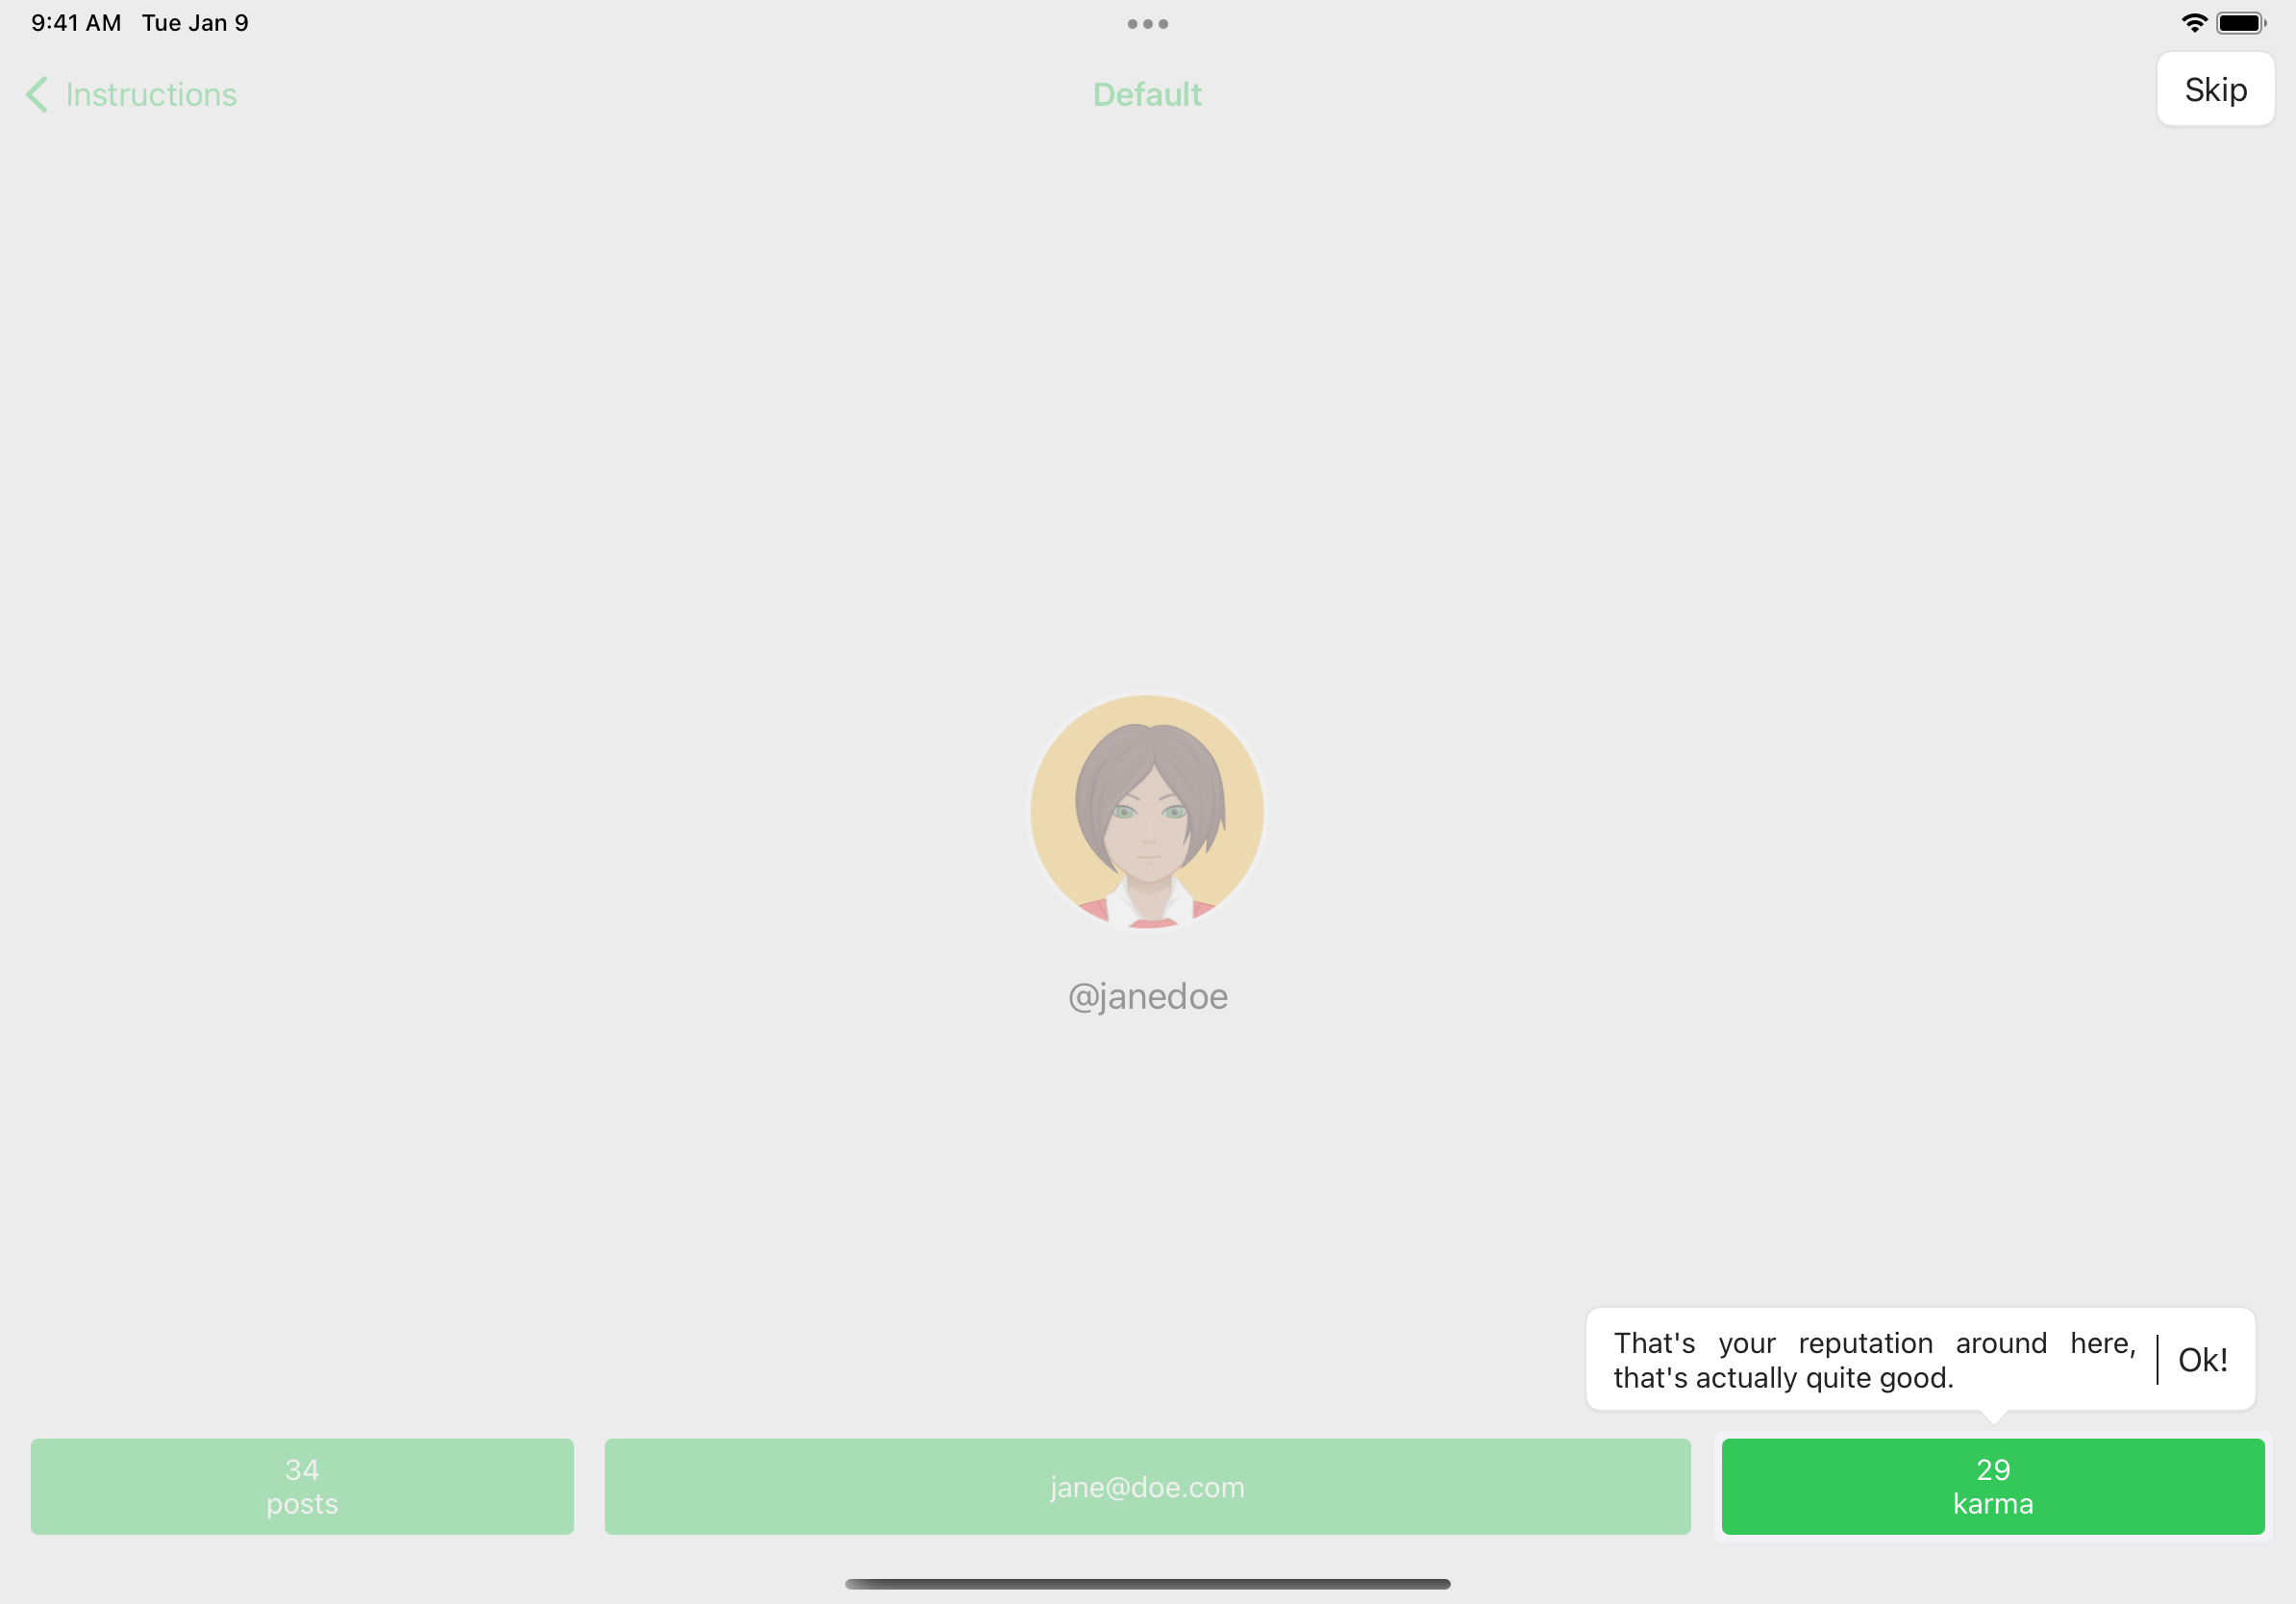 9:41 AM Tue Jan 9
Instructions
Default
Skip
@janedoe
That's your reputation around here,
that's actually quite good.
Ok!
34
posts
jane@doe.com
29
karma